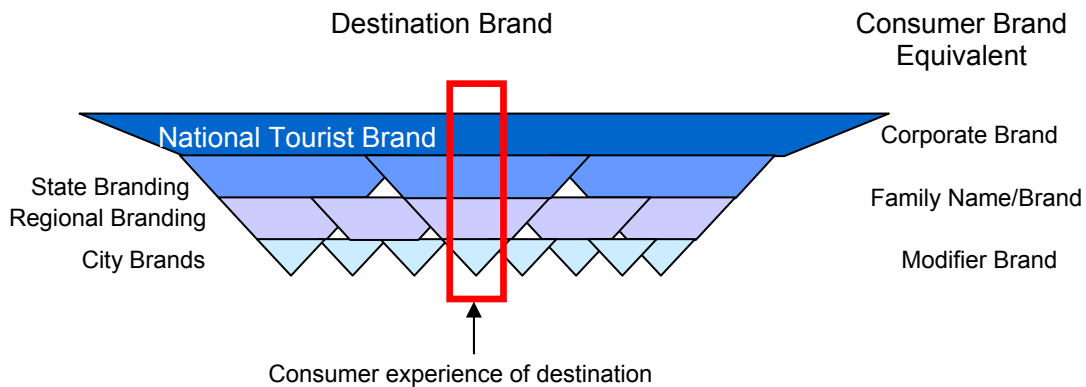 Destination Brand
Consumer Brand
Equivalent
National Tourist Brand
Corporate Brand
State Branding
Regional Branding
Family Name/Brand
City Brands
Modifier Brand
Consumer experience of destination